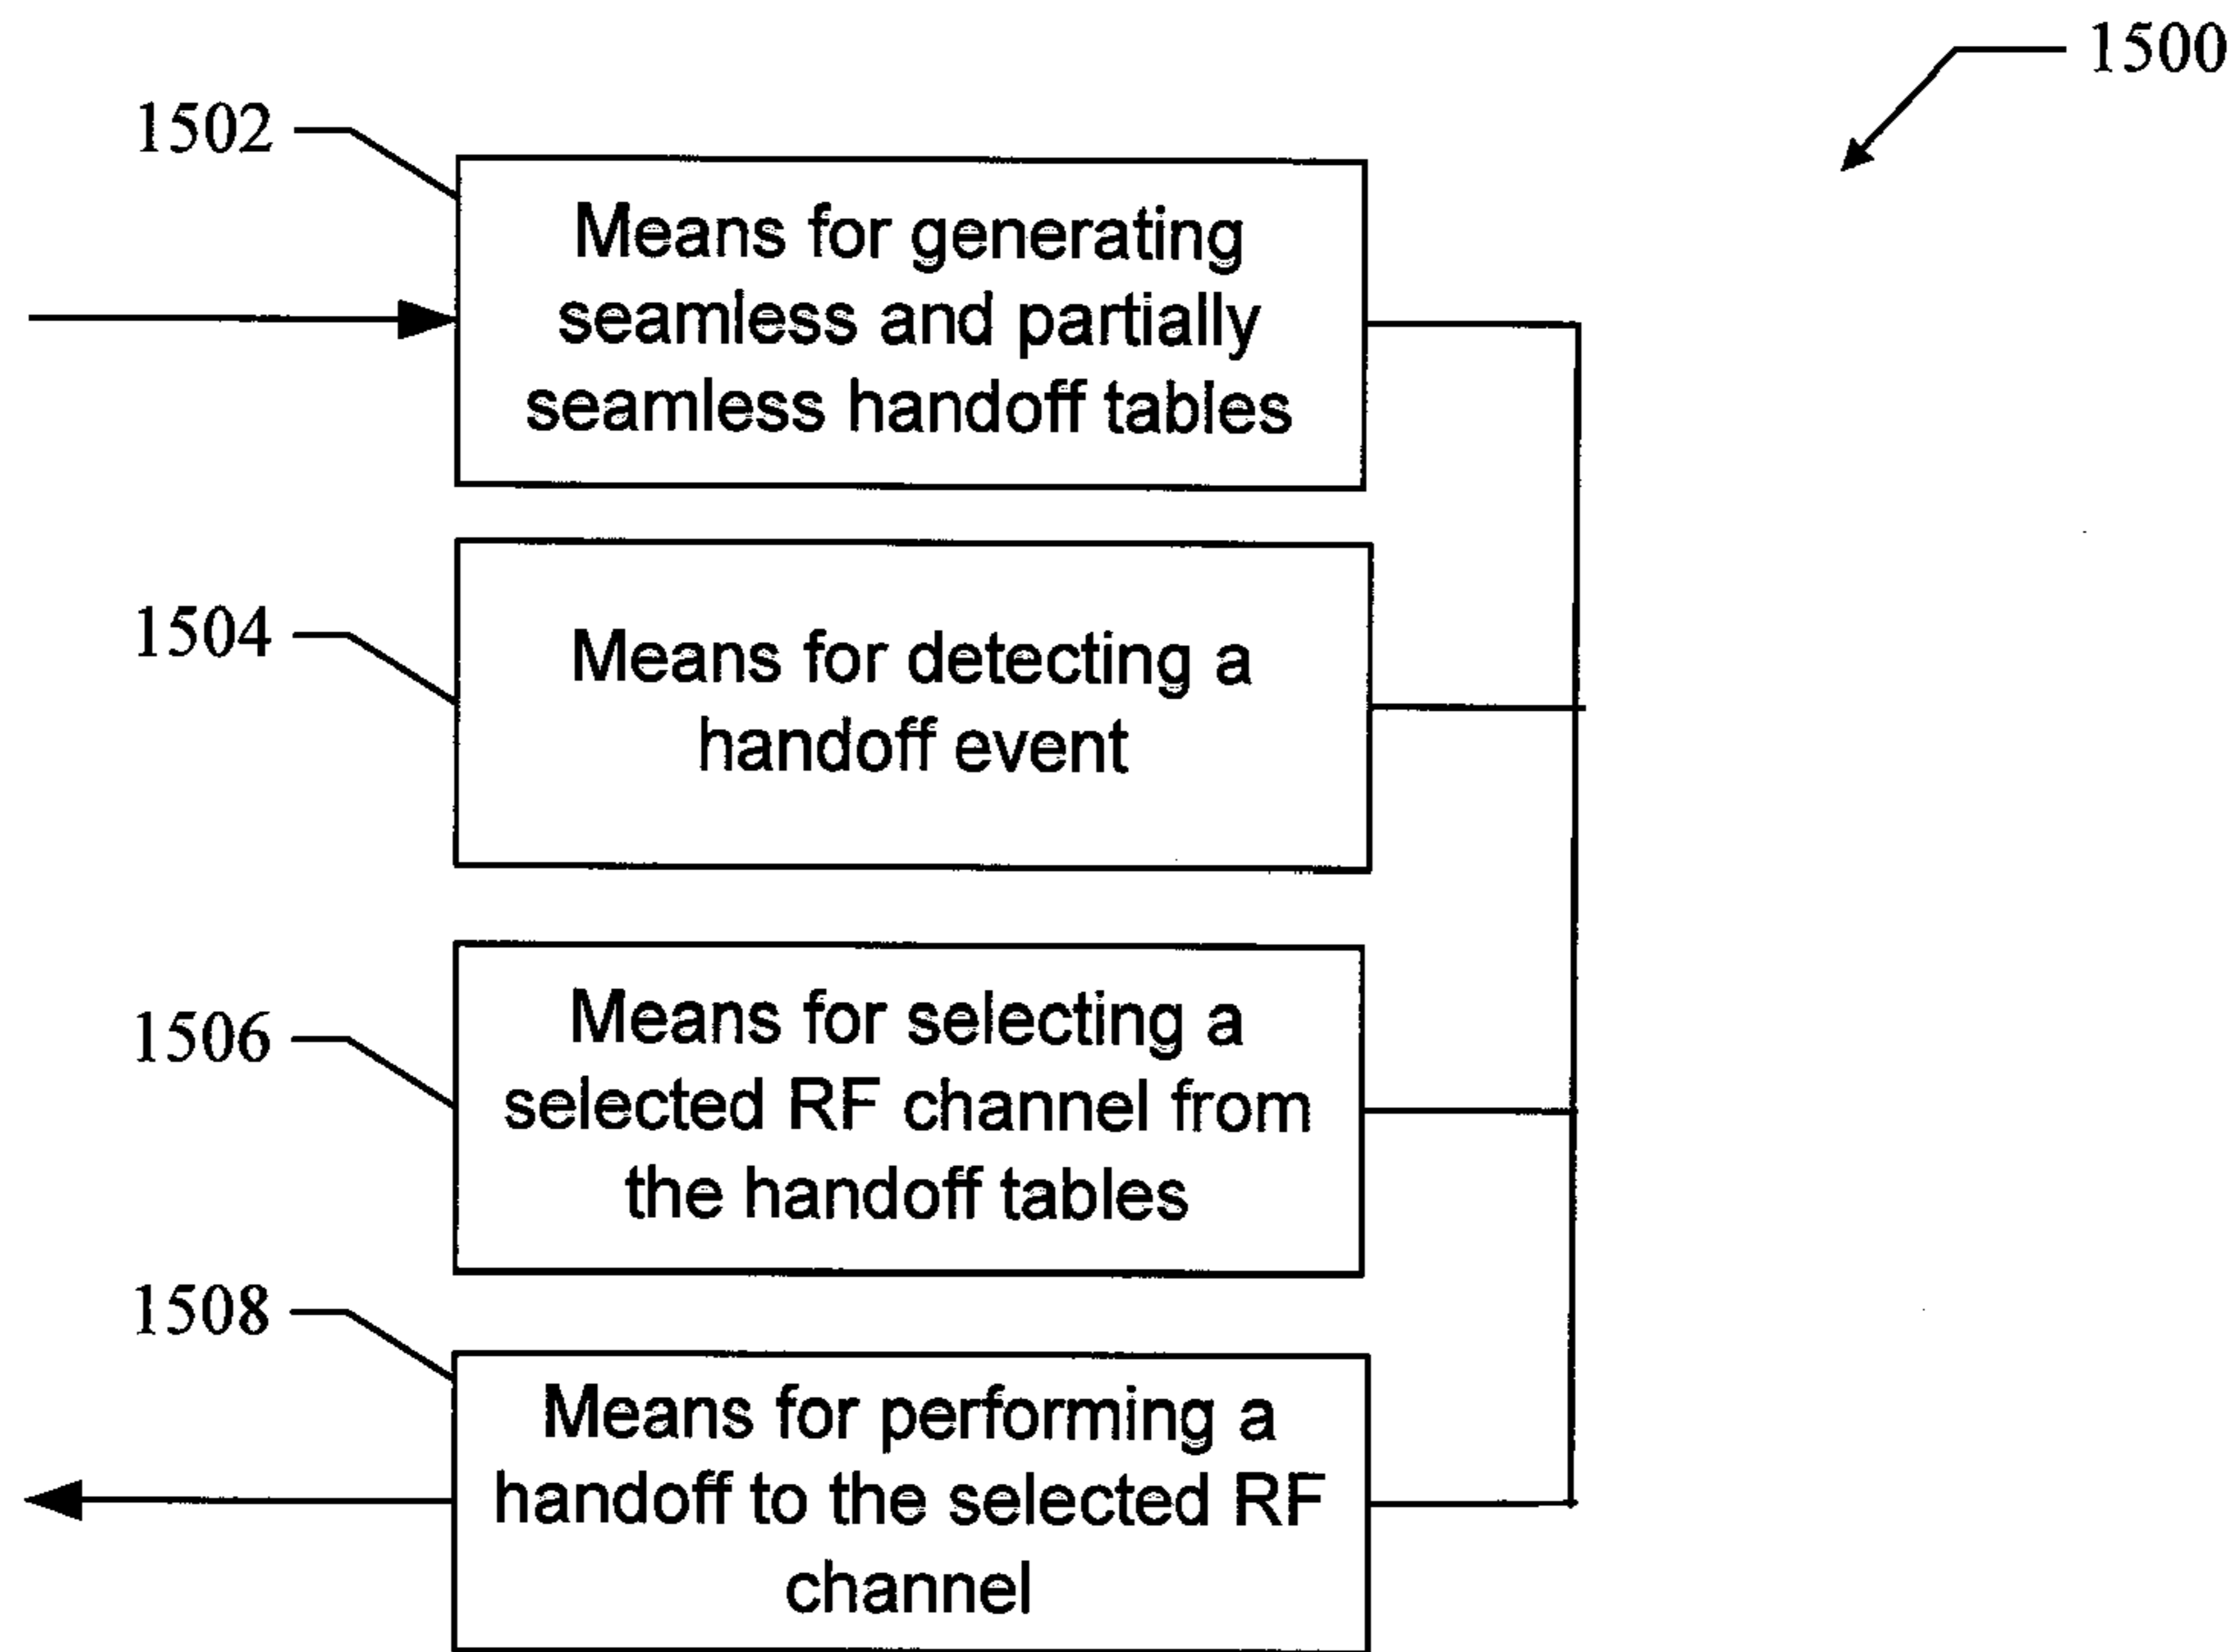 1500
1502
Means for generating
seamless and partially
seamless handoff tables
1504
Means for detecting a
handoff event
1506
Means for selecting a
selected RF channel from
the handoff tables
1508
Means for performing a
handoff to the selected RF
channel